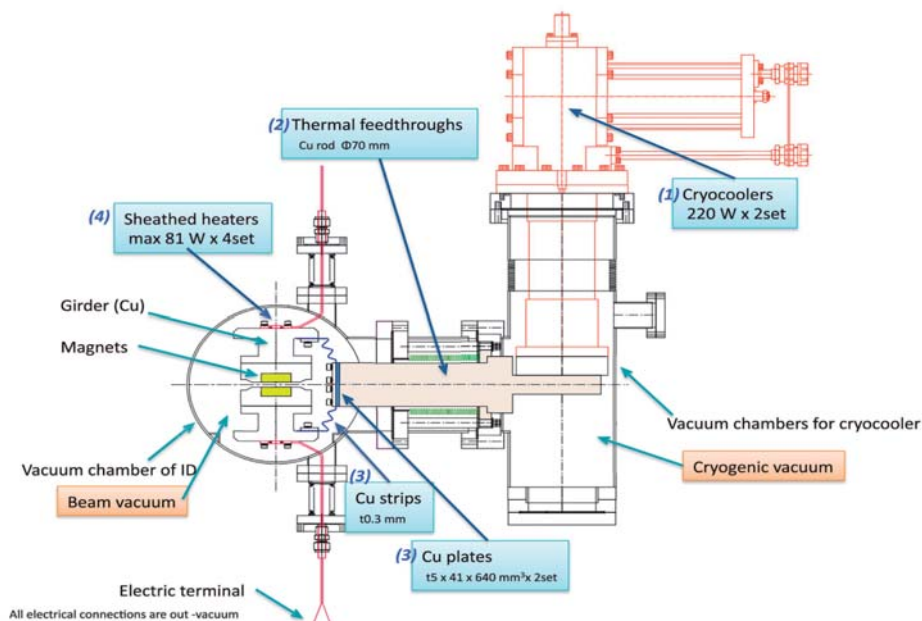 (2) Thermal feedthroughs
Cu rod Φ70 mm
(1) Cryocoolers
220 W x 2set
(4) Sheathed heaters
max 81 W x 4set
Girder (Cu)
Magnets
Vacuum chamber of ID
Beam vacuum
Vacuum chambers for cryocooler
Cryogenic vacuum
(3)
Cu strips
t0.3 mm
(3) Cu plates
t5 x 41 x 640 mm³x 2set
Electric terminal
All electrical connections are out -vacuum